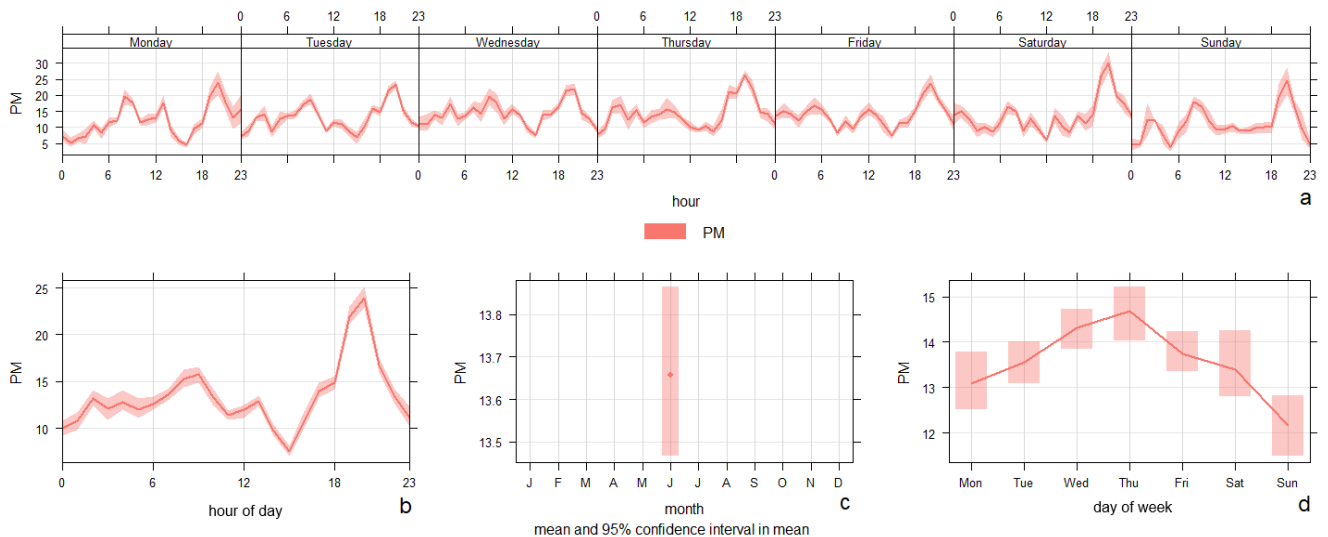 0 6 12 18 23 0 6 12 18 23 0 6 12 18 23
Monday Tuesday Wednesday Thursday Friday Saturday Sunday
30
25
20
15
10
5
PM
0 6 12 18 23 0 6 12 18 23 0 6 12 18 23 0 6 12 18 23
hour
a
PM
25
20
15
10
PM
0 6 12 18 23
hour of day
b
13.8
13.7
13.6
13.5
PM
J F M A M J J A S O N D
month
c
mean and 95% confidence interval in mean
15
14
13
12
PM
Mon Tue Wed Thu Fri Sat Sun
day of week
d